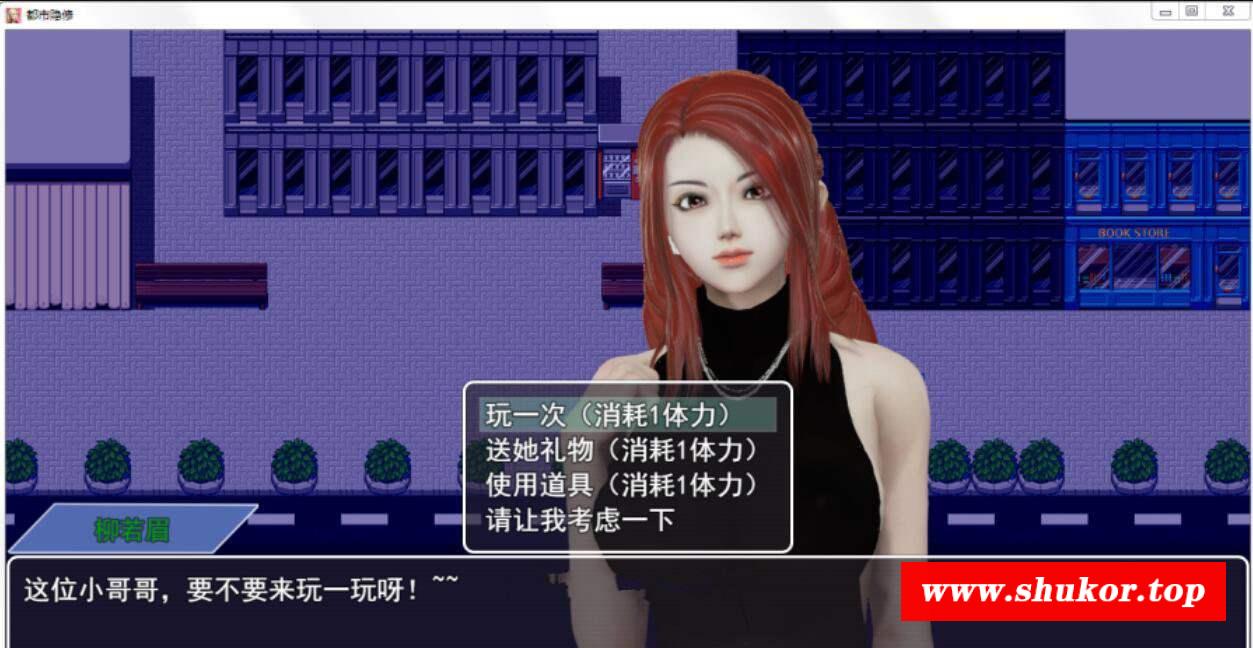 都市隐修
BOOK STORE
玩一次（消耗1体力）
送她礼物（消耗1体力）
使用道具（消耗1体力）
请让我考虑一下
柳若眉
这位小哥哥，要不要来玩一玩呀！~~
www.shukor.top